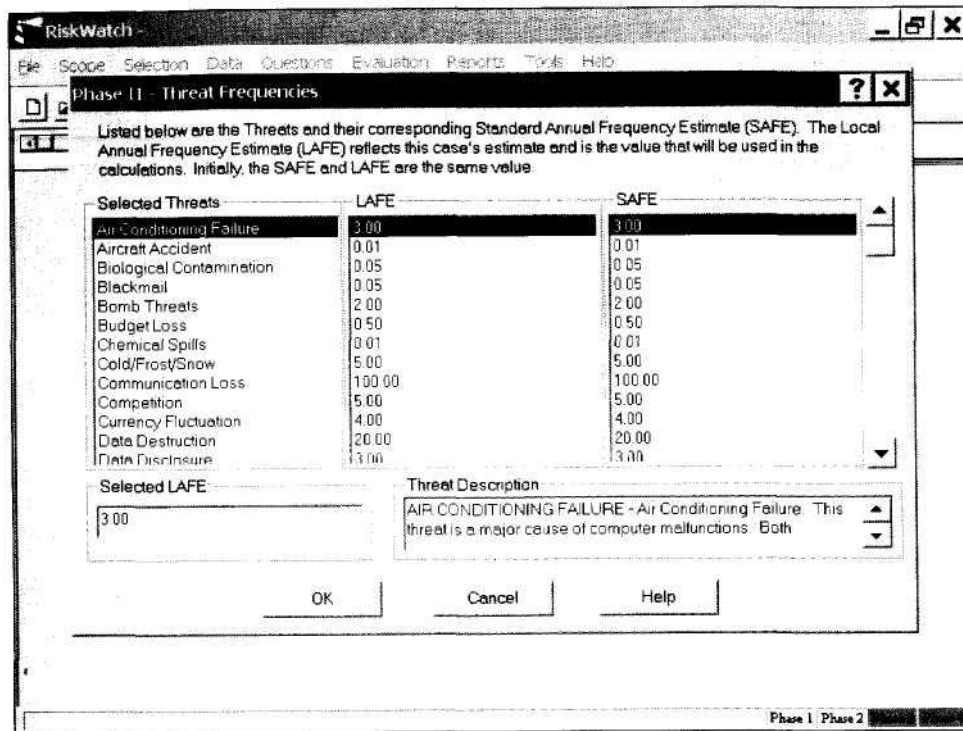 RiskWatch -
File Scope Selection Data Questions Evaluation Reports Tools Help
Phase II - Threat Frequencies
Listed below are the Threats and their corresponding Standard Annual Frequency Estimate (SAFE). The Local
Annual Frequency Estimate (LAFE) reflects this case's estimate and is the value that will be used in the
calculations. Initially, the SAFE and LAFE are the same value.
Selected Threats LAFE SAFE
Air Conditioning Failure 3.00 3.00
Aircraft Accident 0.01 0.01
Biological Contamination 0.05 0.05
Blackmail 0.05 0.05
Bomb Threats 2.00 2.00
Budget Loss 0.50 0.50
Chemical Spills 0.01 0.01
Cold/Frost/Snow 5.00 5.00
Communication Loss 100.00 100.00
Competition 5.00 5.00
Currency Fluctuation 4.00 4.00
Data Destruction 20.00 20.00
Data Disclosure 3.00 3.00
Selected LAFE Threat Description
3.00
AIR CONDITIONING FAILURE - Air Conditioning Failure. This
threat is a major cause of computer malfunctions. Both
OK Cancel Help
Phase 1 Phase 2